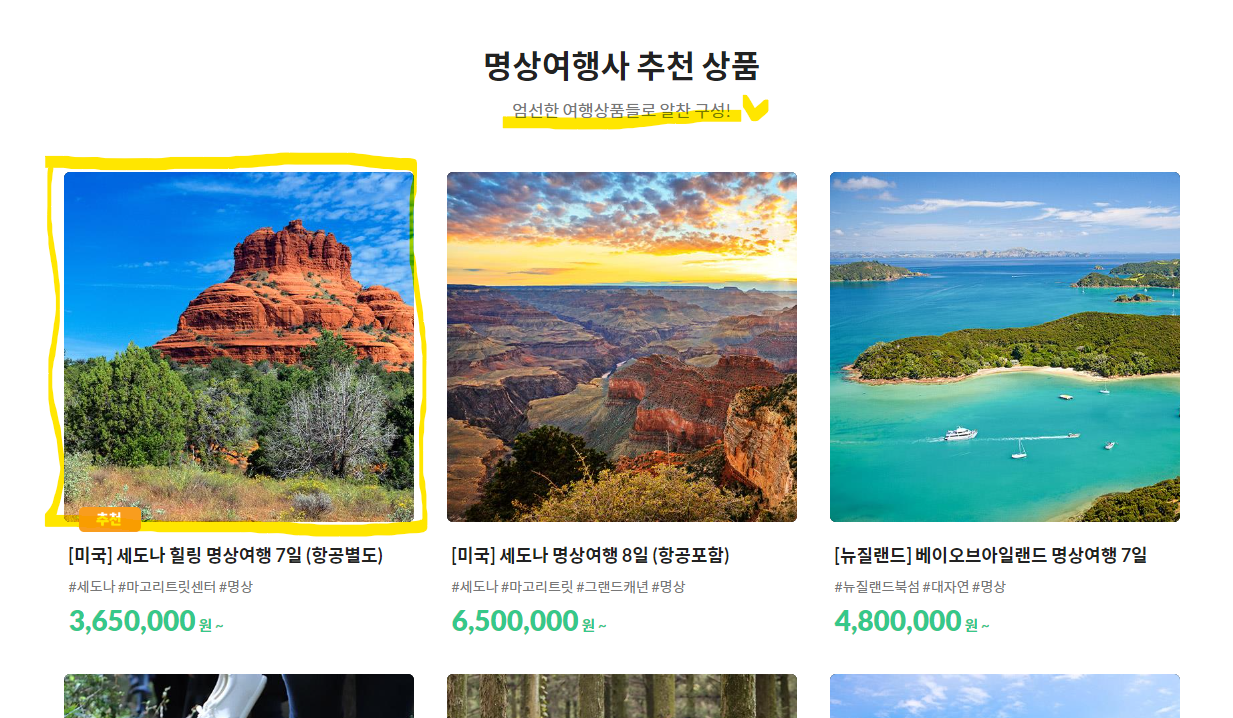 명상여행사 추천 상품
엄선한 여행상품들로 알찬 구성!
추천
[미국] 세도나 힐링 명상여행 7일 (항공별도)
#세도나 #마고리트릿센터 #명상
3,650,000 원 ~
[미국] 세도나 명상여행 8일 (항공포함)
#세도나 #마고리트릿 #그랜드캐년 #명상
6,500,000 원 ~
[뉴질랜드] 베이오브아일랜드 명상여행 7일
#뉴질랜드북섬 #대자연 #명상
4,800,000 원 ~